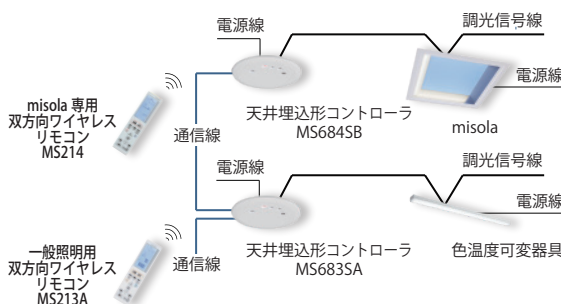 電源線
調光信号線
電源線
misola 専用
双方向ワイヤレス
リモコン
MS214
通信線
天井埋込形コントローラ
MS684SB
misola
電源線
調光信号線
電源線
一般照明用
双方向ワイヤレス
リモコン
MS213A
通信線
天井埋込形コントローラ
MS683SA
色温度可変器具